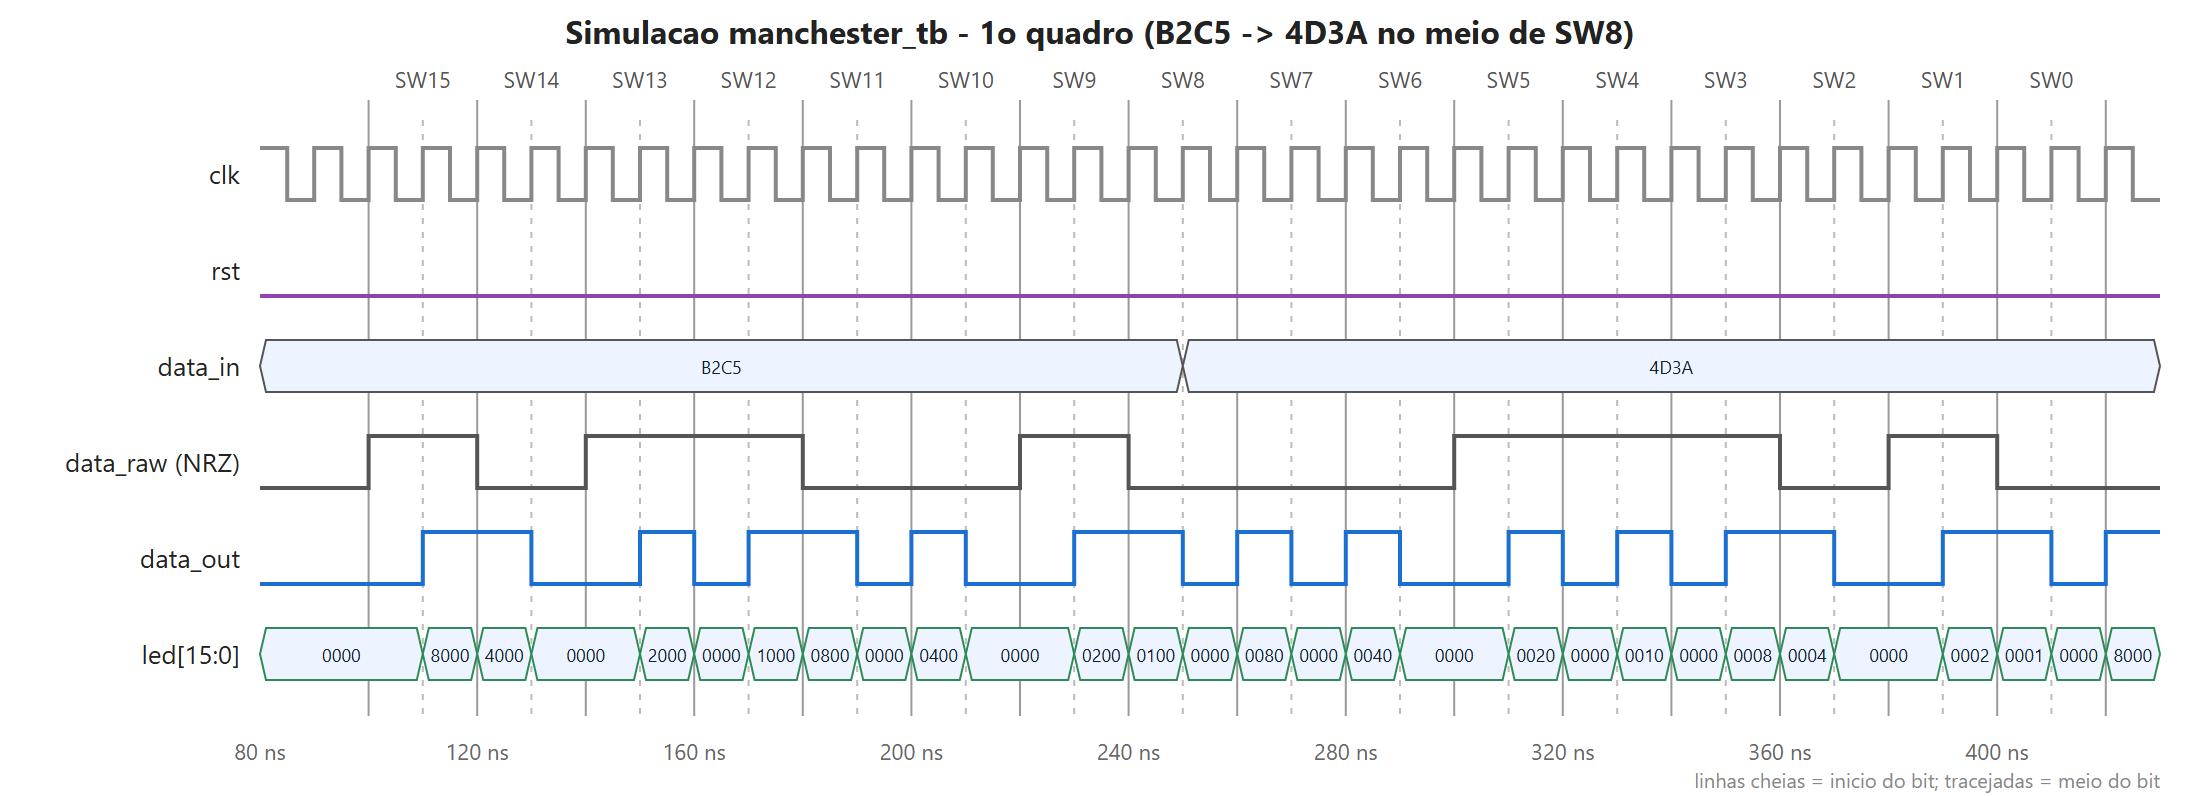 Simulacao manchester_tb - 1o quadro (B2C5 -> 4D3A no meio de SW8)
SW15 SW14 SW13 SW12 SW11 SW10 SW9 SW8 SW7 SW6 SW5 SW4 SW3 SW2 SW1 SW0
clk
rst
data_in B2C5 4D3A
data_raw (NRZ)
data_out
led[15:0] 0000 8000 4000 0000 2000 0000 1000 0800 0000 0400 0000 0200 0100 0000 0080 0000 0040 0000 0020 0000 0010 0000 0008 0004 0000 0002 0001 0000 8000
80 ns 120 ns 160 ns 200 ns 240 ns 280 ns 320 ns 360 ns 400 ns
linhas cheias = inicio do bit; tracejadas = meio do bit